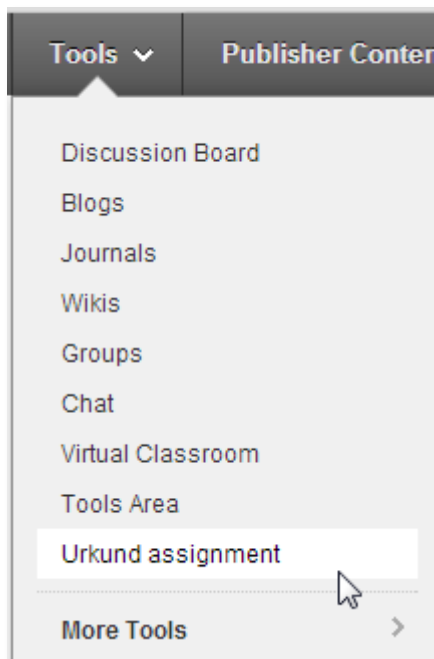 Tools Publisher Conter
Discussion Board
Blogs
Journals
Wikis
Groups
Chat
Virtual Classroom
Tools Area
Urkund assignment
More Tools